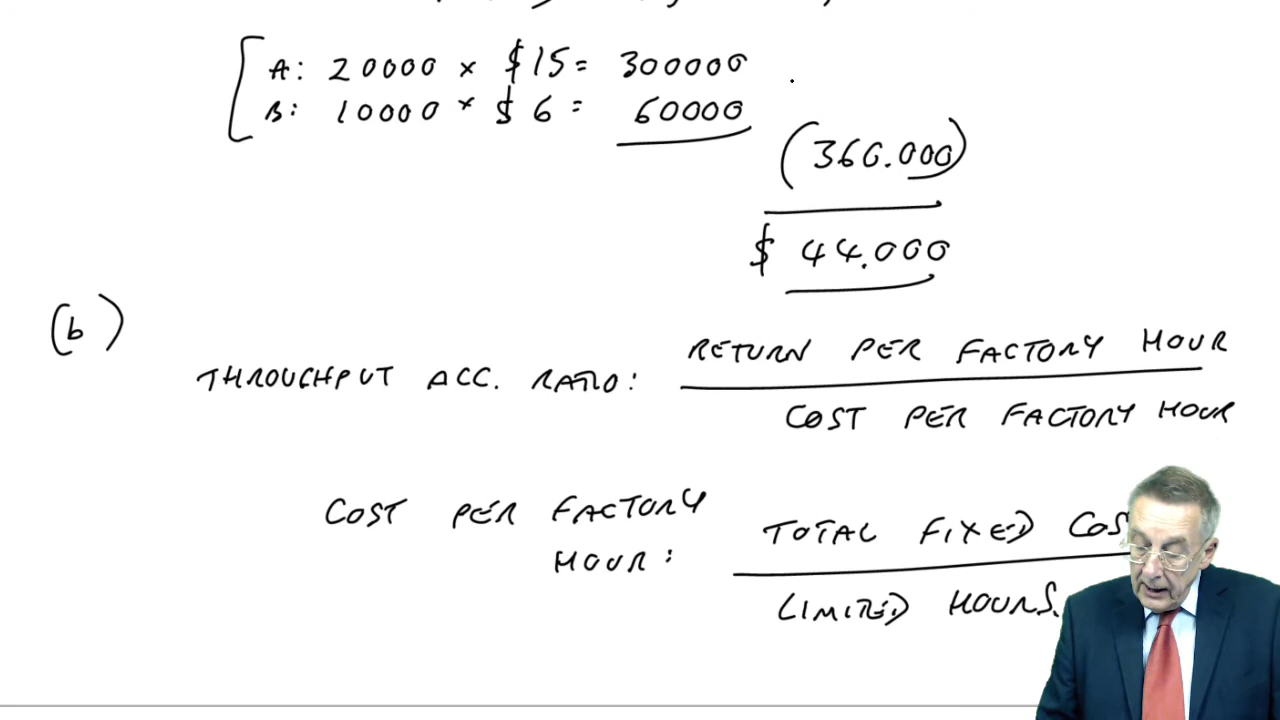 A: 20000 × $15 = 300000
B: 10000 × $ 6 = 60000
(360.000)
$ 44.000
(b)
THROUGHPUT ACC. RATIO: RETURN PER FACTORY HOUR
COST PER FACTORY HOUR
COST PER FACTORY HOUR: TOTAL FIXED
LIMITED HOURS.